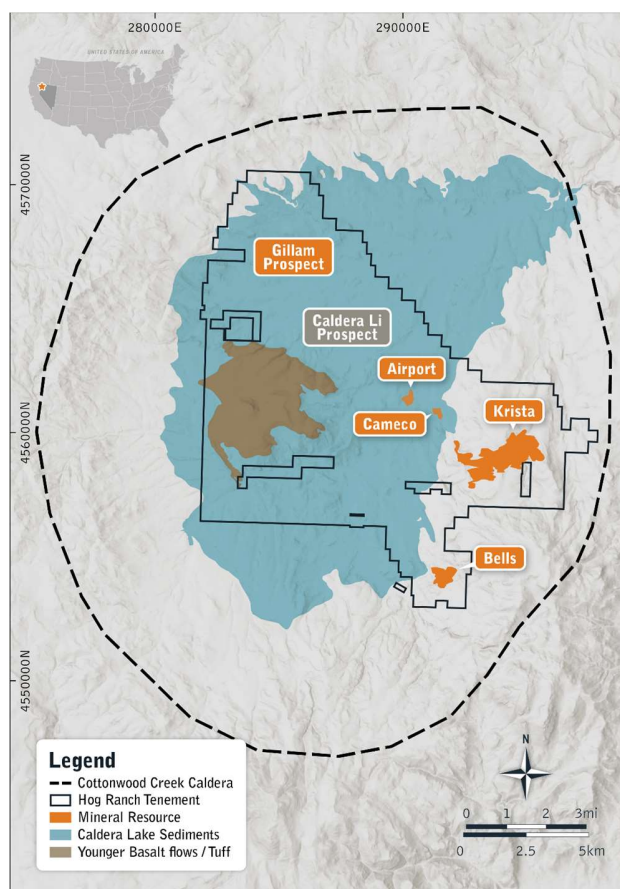 280000E
290000E
UNITED STATES OF AMERICA
4570000N
Gillam
Prospect
Caldera Li
Prospect
Airport
Cameco
Krista
4560000N
Bells
4550000N
Legend
Cottonwood Creek Caldera
Hog Ranch Tenement
Mineral Resource
Caldera Lake Sediments
Younger Basalt flows / Tuff
N
0 1 2 3mi
0 2.5 5km